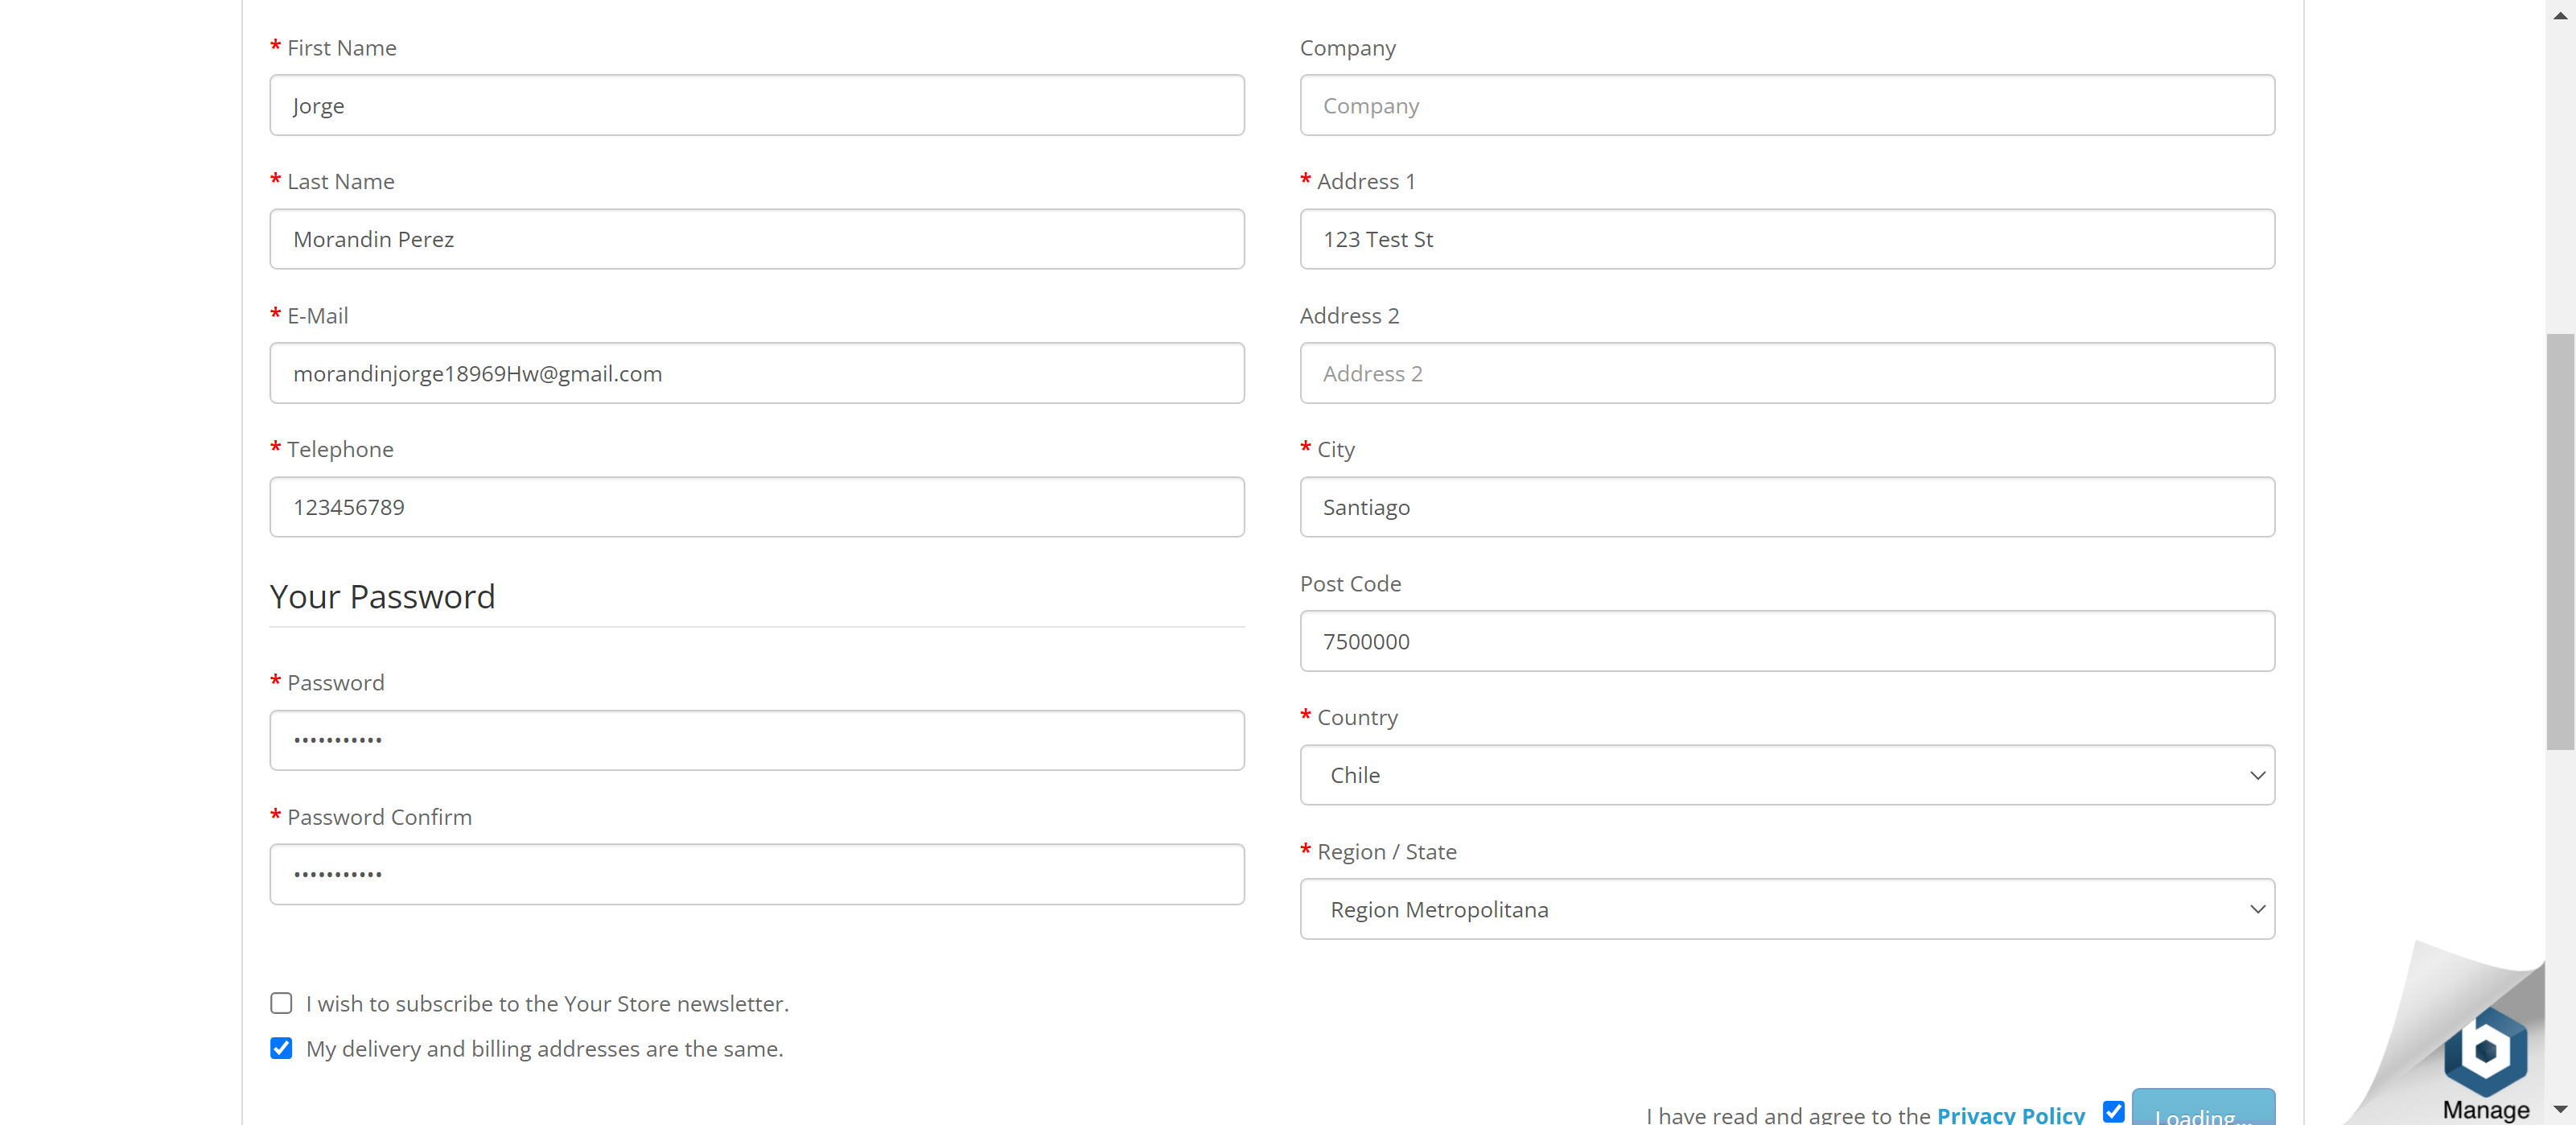 * First Name
Jorge
* Last Name
Morandin Perez
* E-Mail
morandinjorge18969Hw@gmail.com
* Telephone
123456789
Your Password
* Password
•••••••••••
* Password Confirm
•••••••••••
Company
Company
* Address 1
123 Test St
Address 2
Address 2
* City
Santiago
Post Code
7500000
* Country
Chile
* Region / State
Region Metropolitana
I wish to subscribe to the Your Store newsletter.
My delivery and billing addresses are the same.
I have read and agree to the Privacy Policy
Loading...
b
Manage